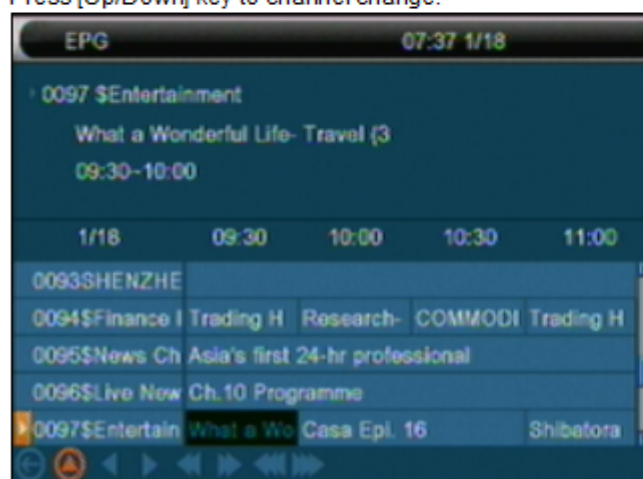 Press [Up/Down] key to channel change.
EPG 07:37 1/18
0097 $Entertainment
What a Wonderful Life- Travel (3
09:30~10:00
1/18 09:30 10:00 10:30 11:00
0093$SHENZHE
0094$Finance I Trading H Research- COMMODI Trading H
0095$News Ch Asia's first 24-hr professional
0096$Live New Ch.10 Programme
0097$Entertain What a Wo Casa Epi. 16 Shibatora